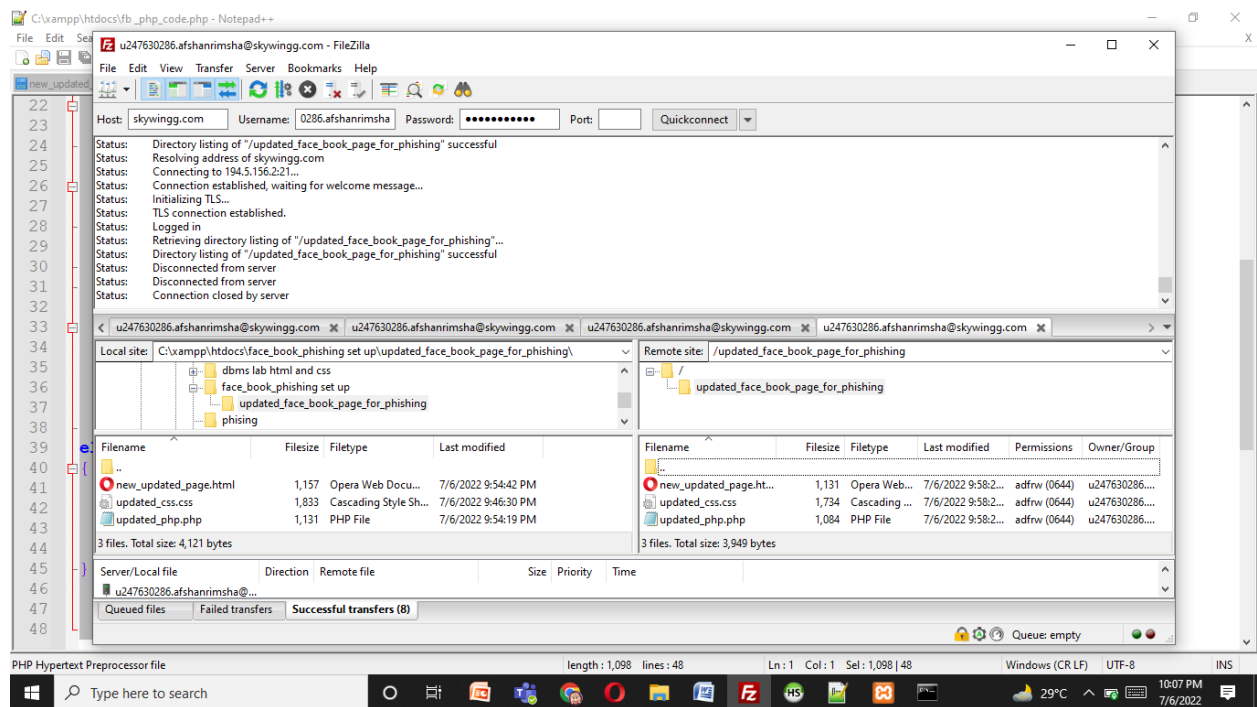 C:\xampp\htdocs\fb _php_code.php - Notepad++
File Edit Sea
X
new_updated_
u247630286.afshanrimsha@skywingg.com - FileZilla
File Edit View Transfer Server Bookmarks Help
Host: skywingg.com Username: 0286.afshanrimsha Password: ●●●●●●●●●●● Port: Quickconnect
Status: Directory listing of "/updated_face_book_page_for_phishing" successful
Status: Resolving address of skywingg.com
Status: Connecting to 194.5.156.2:21...
Status: Connection established, waiting for welcome message...
Status: Initializing TLS...
Status: TLS connection established.
Status: Logged in
Status: Retrieving directory listing of "/updated_face_book_page_for_phishing"...
Status: Directory listing of "/updated_face_book_page_for_phishing" successful
Status: Disconnected from server
Status: Disconnected from server
Status: Connection closed by server
u247630286.afshanrimsha@skywingg.com u247630286.afshanrimsha@skywingg.com u247630286.afshanrimsha@skywingg.com u247630286.afshanrimsha@skywingg.com
Local site: C:\xampp\htdocs\face_book_phishing set up\updated_face_book_page_for_phishing\
dbms lab html and css
face_book_phishing set up
updated_face_book_page_for_phishing
phising
Remote site: /updated_face_book_page_for_phishing
/
updated_face_book_page_for_phishing
Filename Filesize Filetype Last modified
..
new_updated_page.html 1,157 Opera Web Docu... 7/6/2022 9:54:42 PM
updated_css.css 1,833 Cascading Style Sh... 7/6/2022 9:46:30 PM
updated_php.php 1,131 PHP File 7/6/2022 9:54:19 PM
3 files. Total size: 4,121 bytes
Filename Filesize Filetype Last modified Permissions Owner/Group
..
new_updated_page.ht... 1,131 Opera Web... 7/6/2022 9:58:2... adfrw (0644) u247630286....
updated_css.css 1,734 Cascading ... 7/6/2022 9:58:2... adfrw (0644) u247630286....
updated_php.php 1,084 PHP File 7/6/2022 9:58:2... adfrw (0644) u247630286....
3 files. Total size: 3,949 bytes
Server/Local file Direction Remote file Size Priority Time
u247630286.afshanrimsha@...
Queued files Failed transfers Successful transfers (8)
Queue: empty
22
23
24
25
26
27
28
29
30
31
32
33
34
35
36
37
38
39 el
40 {
41
42
43
44
45 }
46
47
48
PHP Hypertext Preprocessor file length : 1,098 lines : 48 Ln : 1 Col : 1 Sel : 1,098 | 48 Windows (CR LF) UTF-8 INS
Type here to search
29°C
10:07 PM
7/6/2022